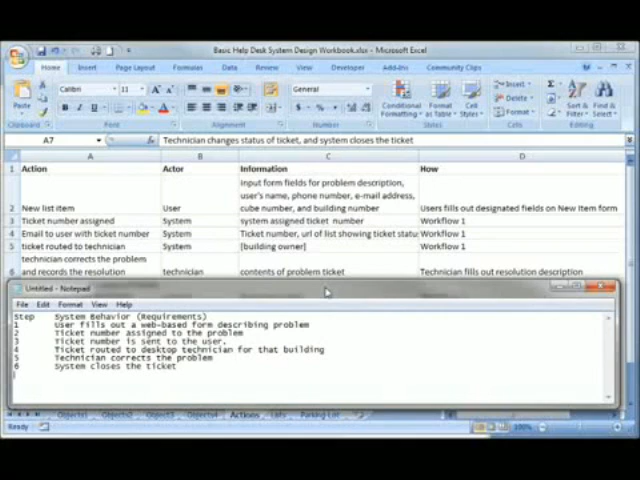 Basic Help Desk System Design Workbook.xlsx - Microsoft Excel
Home Insert Page Layout Formulas Data Review View Developer Add-Ins Community Clips
Calibri 11 General
Paste Conditional Formatting Format as Table Cell Styles Insert Delete Format Sort & Filter Find & Select
Clipboard Font Alignment Number Styles Cells Editing
A7 Technician changes status of ticket, and system closes the ticket
A B C D
1 Action Actor Information How
Input form fields for problem description,
user's name, phone number, e-mail address,
2 New list item User cube number, and building number Users fills out designated fields on New Item form
3 Ticket number assigned System system assigned ticket number Workflow 1
4 Email to user with ticket number System Ticket number, url of list showing ticket statu Workflow 1
5 ticket routed to technician System [building owner] Workflow 1
technician corrects the problem
6 and records the resolution technician contents of problem ticket Technician fills out resolution description
Untitled - Notepad
File Edit Format View Help
Step System Behavior (Requirements)
1 User fills out a web-based form describing problem
2 Ticket number assigned to the problem
3 Ticket number is sent to the user.
4 Ticket routed to desktop technician for that building
5 Technician corrects the problem
6 System closes the ticket
Objects1 Objects2 Objects3 Objects4 Actions Lists Parking Lot
Ready 100%